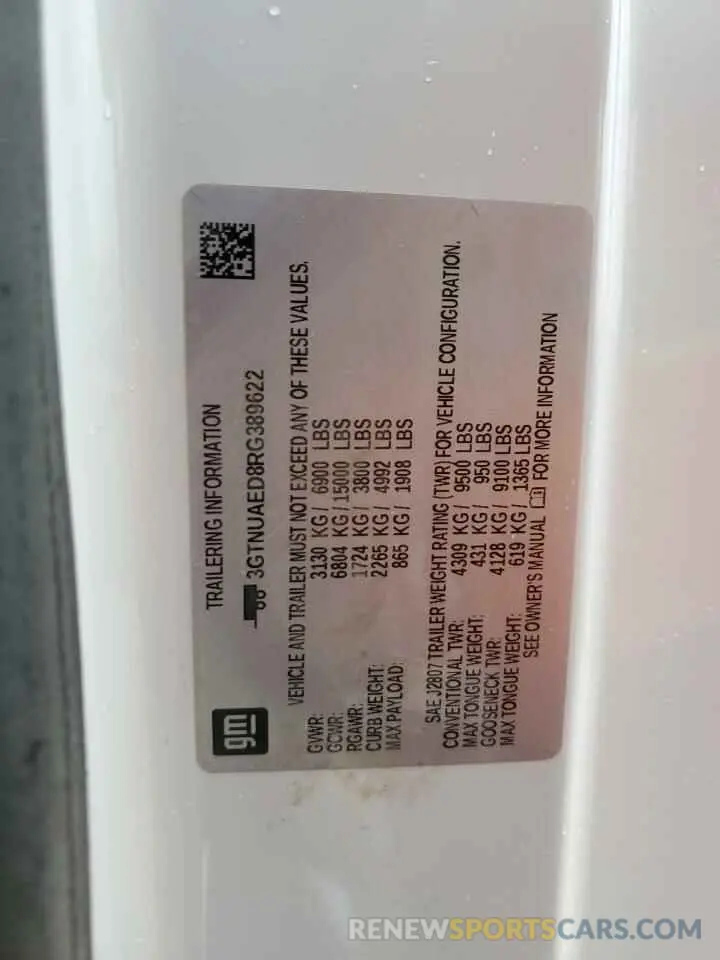 gm
TRAILERING INFORMATION
3GTNUAED8RG389622
VEHICLE AND TRAILER MUST NOT EXCEED ANY OF THESE VALUES.
GVWR: 3130 KG / 6900 LBS
GCWR: 6804 KG / 15000 LBS
RGAWR: 1724 KG / 3800 LBS
CURB WEIGHT: 2265 KG / 4992 LBS
MAX PAYLOAD: 865 KG / 1908 LBS
SAE J2807 TRAILER WEIGHT RATING (TWR) FOR VEHICLE CONFIGURATION.
CONVENTIONAL TWR: 4309 KG / 9500 LBS
MAX TONGUE WEIGHT: 431 KG / 950 LBS
GOOSENECK TWR: 4128 KG / 9100 LBS
MAX TONGUE WEIGHT: 619 KG / 1365 LBS
SEE OWNER'S MANUAL FOR MORE INFORMATION
RENEWSPORTSCARS.COM